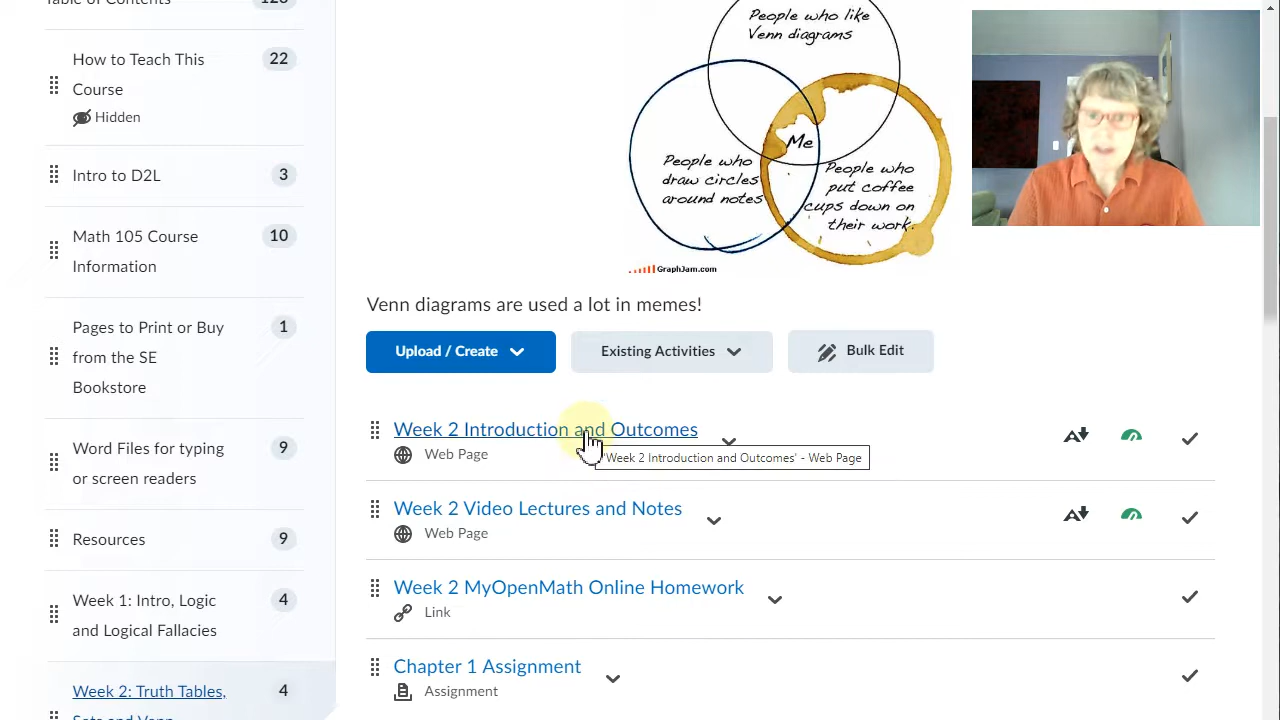 Table of Contents
128
How to Teach This
Course
22
Hidden
Intro to D2L
3
Math 105 Course
Information
10
Pages to Print or Buy
from the SE
Bookstore
1
Word Files for typing
or screen readers
9
Resources
9
Week 1: Intro, Logic
and Logical Fallacies
4
Week 2: Truth Tables,
Sets and Venn
4
People who like
Venn diagrams
Me
People who
draw circles
around notes
People who
put coffee
cups down on
their work.
GraphJam.com
Venn diagrams are used a lot in memes!
Upload / Create
Existing Activities
Bulk Edit
Week 2 Introduction and Outcomes
Web Page
'Week 2 Introduction and Outcomes' - Web Page
Week 2 Video Lectures and Notes
Web Page
Week 2 MyOpenMath Online Homework
Link
Chapter 1 Assignment
Assignment